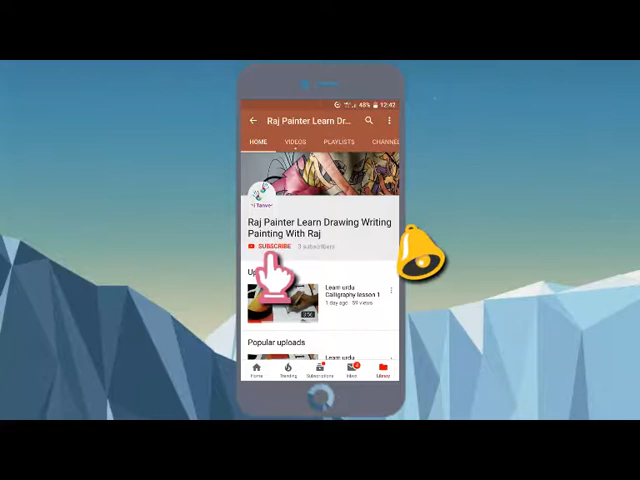 48% 12:42
Raj Painter Learn Dr...
HOME VIDEOS PLAYLISTS CHANNEL
Raj Painter Learn Drawing Writing
Painting With Raj
SUBSCRIBE 3 subscribers
Learn urdu
Calligraphy lesson 1
1 day ago · 59 views
Popular uploads
Learn urdu
Home Trending Subscriptions Inbox Library